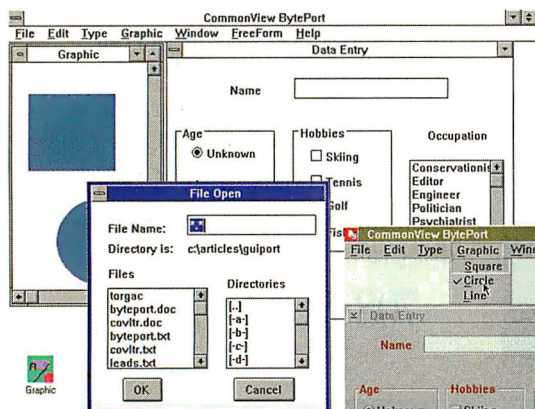 CommonView BytePort
File Edit Type Graphic Window FreeForm Help
Graphic
Data Entry
Name
Age
Unknown
Hobbies
Skiing
Tennis
Golf
Occupation
Conservationis
Editor
Engineer
Politician
Psychiatrist
File Open
File Name:
Directory is: c:\articles\guiport
Files
torgac
byteport.doc
covltr.doc
byteport.txt
covltr.txt
leads.txt
Directories
[..]
[-a-]
[-b-]
[-c-]
[-d-]
OK
Cancel
Graphic
CommonView BytePort
File Edit Type Graphic Wind
Square
Circle
Line
Data Entry
Name
Age
Hobbies
Skiing